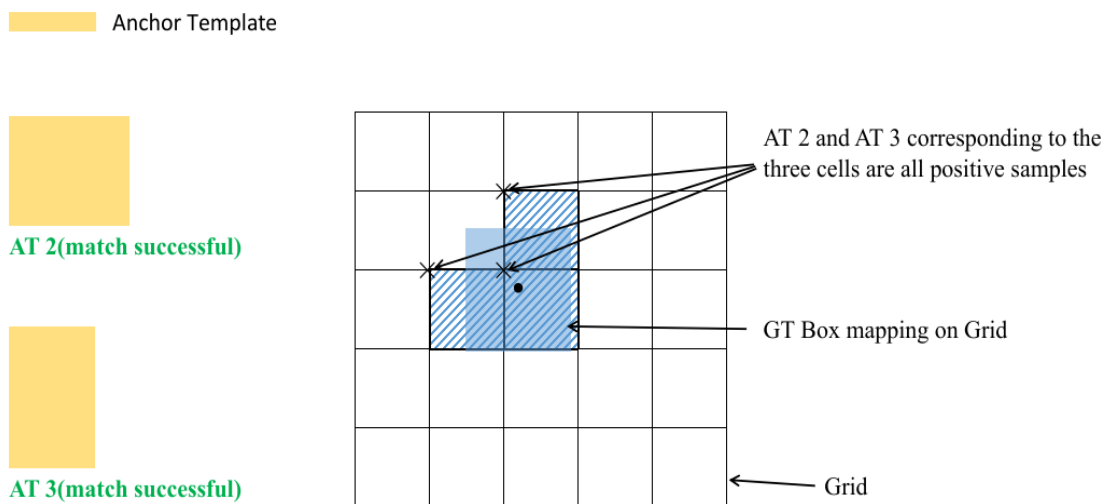 Anchor Template
AT 2 and AT 3 corresponding to the
three cells are all positive samples
AT 2(match successful)
GT Box mapping on Grid
AT 3(match successful)
Grid